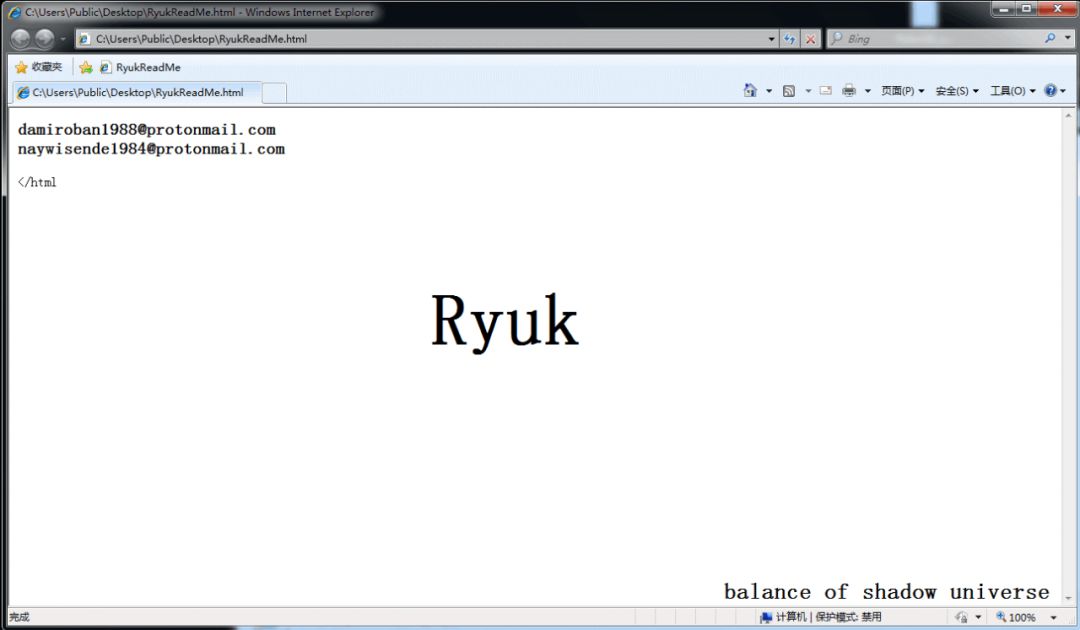 C:\Users\Public\Desktop\RyukReadMe.html - Windows Internet Explorer
C:\Users\Public\Desktop\RyukReadMe.html
Bing
收藏夹
RyukReadMe
C:\Users\Public\Desktop\RyukReadMe.html
页面(P)
安全(S)
工具(O)
damiroban1988@protonmail.com
naywisende1984@protonmail.com
</html
Ryuk
balance of shadow universe
完成
计算机 | 保护模式: 禁用
100%